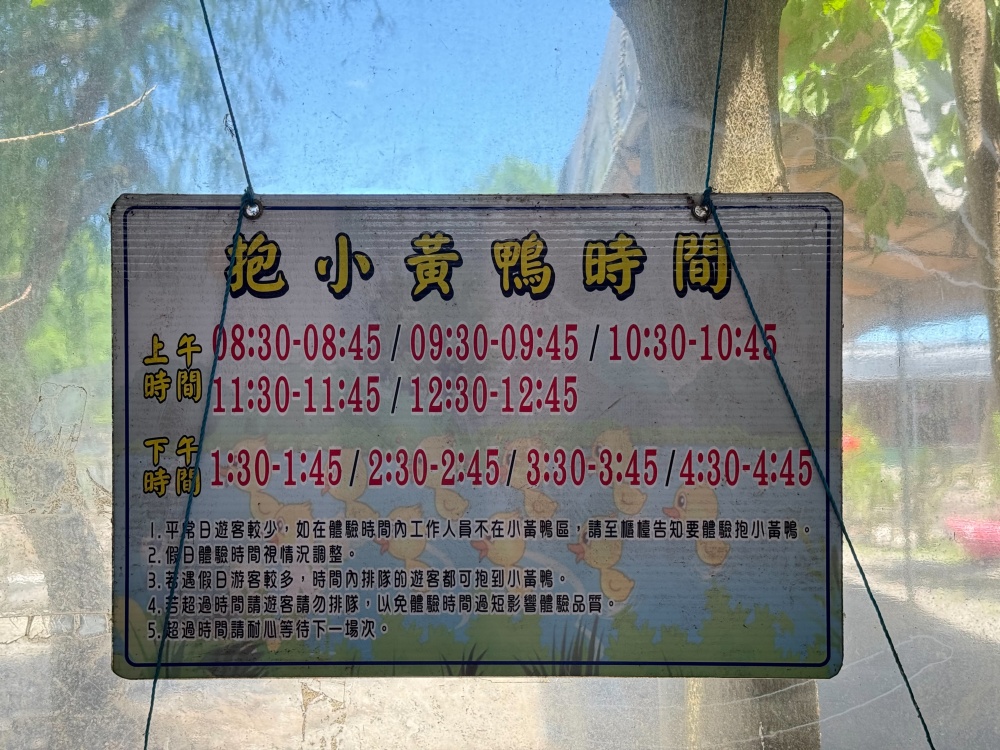 抱小黃鴨時間
上午時間
08:30-08:45 / 09:30-09:45 / 10:30-10:45
11:30-11:45 / 12:30-12:45
下午時間
1:30-1:45 / 2:30-2:45 / 3:30-3:45 / 4:30-4:45
1. 平常日遊客較少，如在體驗時間內工作人員不在小黃鴨區，請至櫃檯告知要體驗抱小黃鴨。
2. 假日體驗時間視情況調整。
3. 若遇假日游客較多，時間內排隊的遊客都可抱到小黃鴨。
4. 若超過時間請遊客請勿排隊，以免體驗時間過短影響體驗品質。
5. 超過時間請耐心等待下一場次。